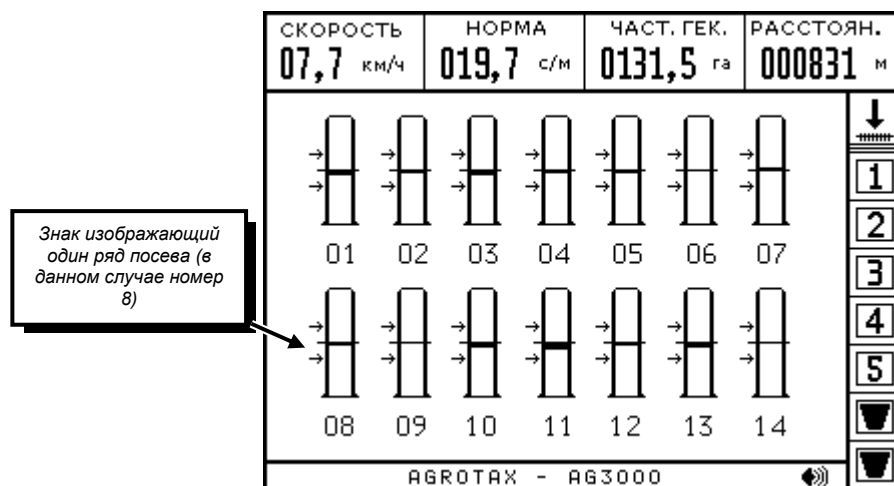 СКОРОСТЬ НОРМА ЧАСТ. ГЕК. РАССТОЯН.
07,7 км/ч 019,7 с/м 0131,5 га 000831 м
1
01 02 03 04 05 06 07
2
Знак изображающий
один ряд посева (в
данном случае номер
8)
3
4
5
08 09 10 11 12 13 14
AGROTAX - AG3000